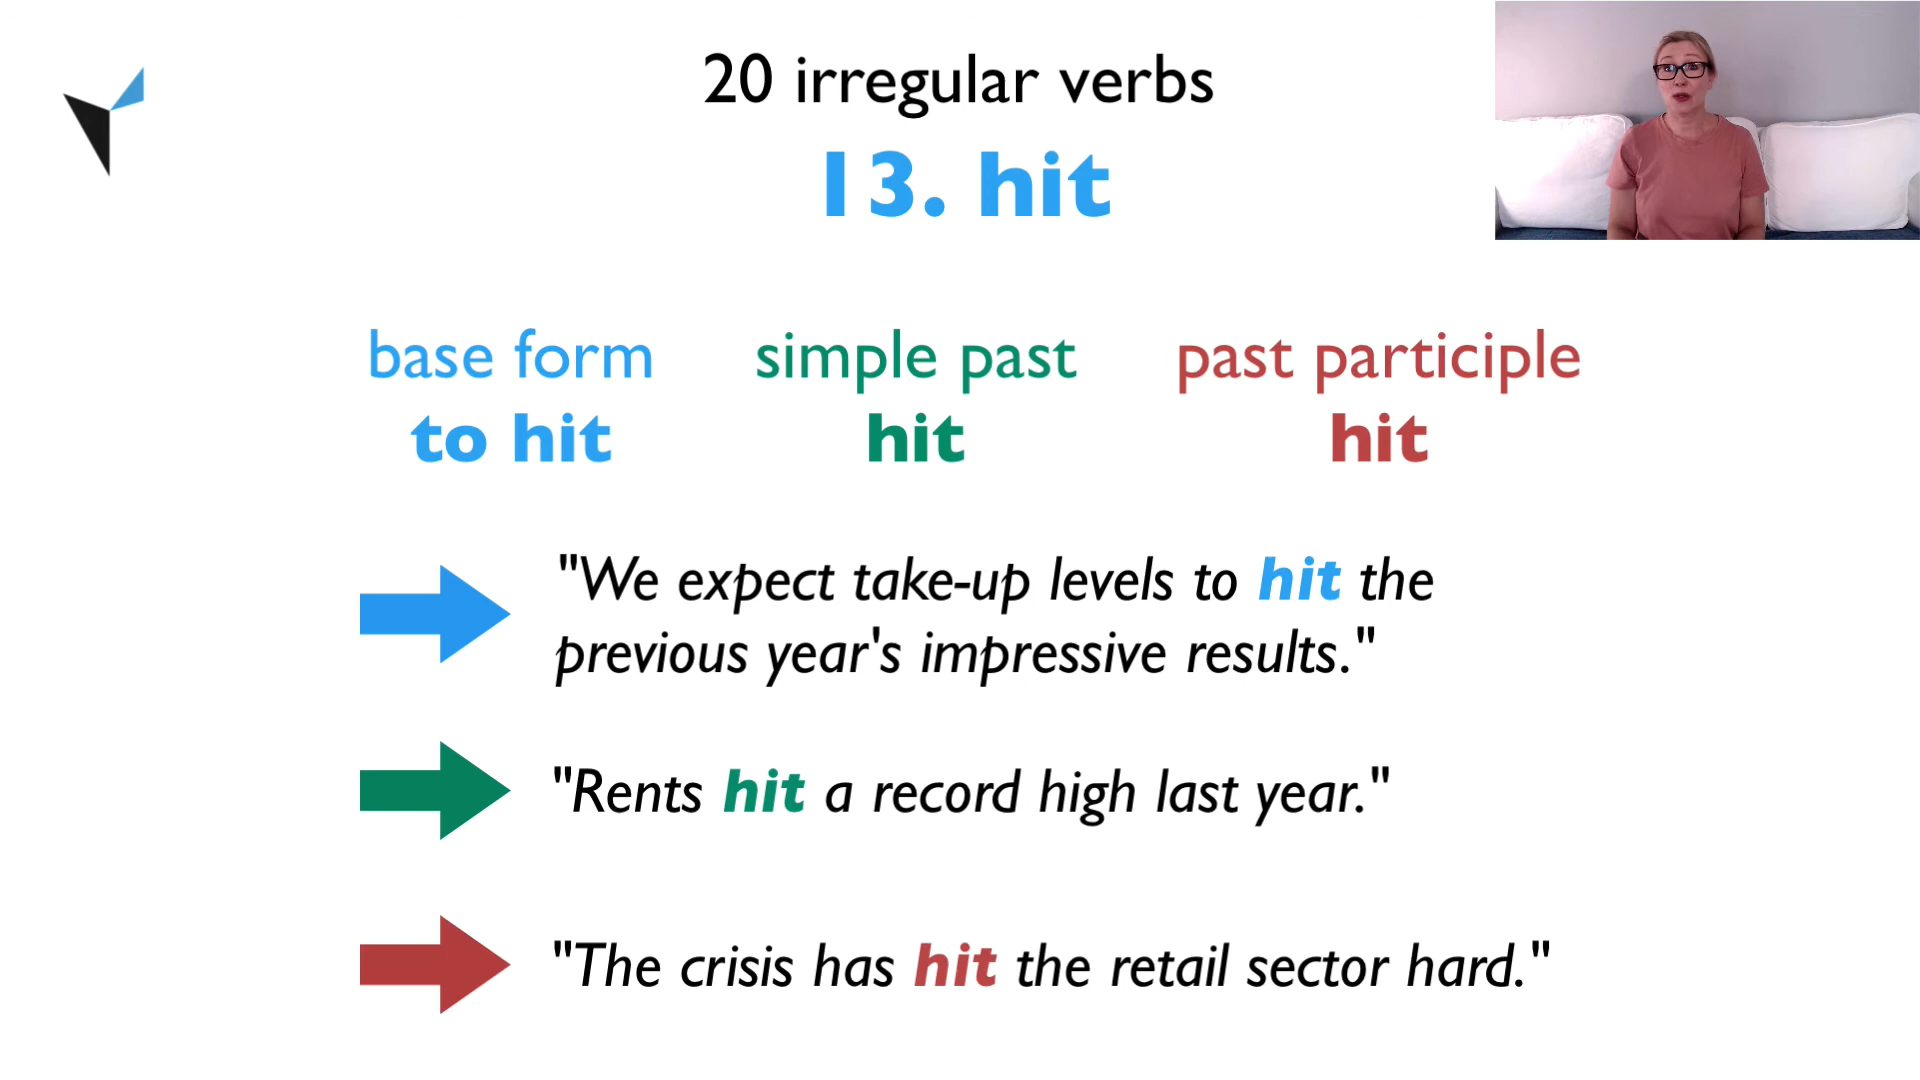 20 irregular verbs
13. hit
base form simple past past participle
to hit hit hit
"We expect take-up levels to hit the
previous year's impressive results."
"Rents hit a record high last year."
"The crisis has hit the retail sector hard."